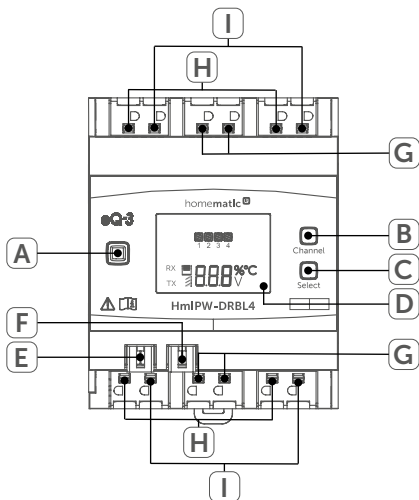 I
H
G
eQ-3
homematic IP
1 2 3 4
A
B
Channel
C
Select
RX
TX
888%°C
V
D
HmIPW-DRBL4
F
E
G
H
I